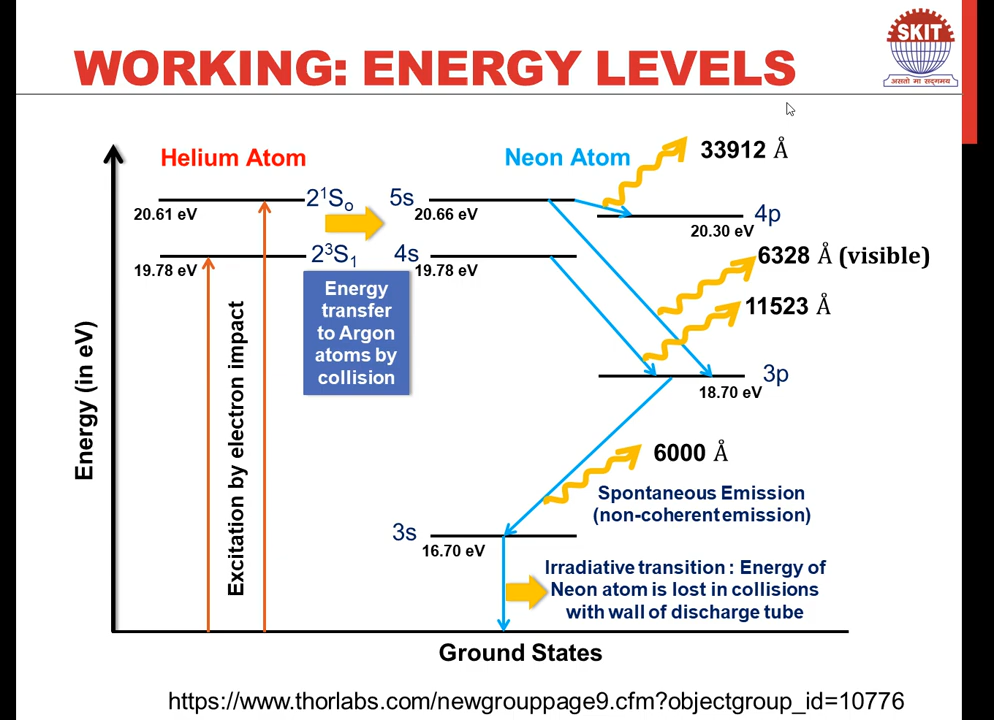 WORKING: ENERGY LEVELS
SKIT
असतो मा सद्गमय
Helium Atom
Neon Atom
33912 Å
2¹Sₒ
5s
20.61 eV
20.66 eV
4p
20.30 eV
2³S₁
4s
19.78 eV
19.78 eV
6328 Å (visible)
11523 Å
Energy
transfer
to Argon
atoms by
collision
Energy (in eV)
Excitation by electron impact
3p
18.70 eV
6000 Å
Spontaneous Emission
(non-coherent emission)
3s
16.70 eV
Irradiative transition : Energy of
Neon atom is lost in collisions
with wall of discharge tube
Ground States
https://www.thorlabs.com/newgrouppage9.cfm?objectgroup_id=10776